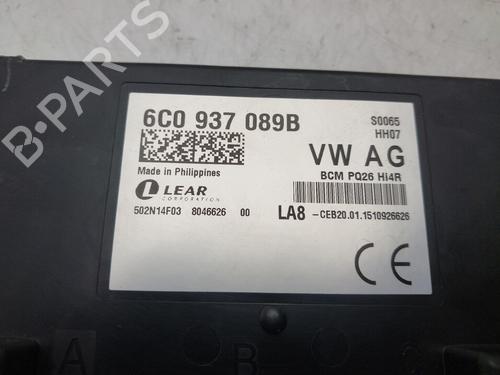 6C0 937 089B
S0065
HH07
VW AG
Made in Philippines
BCM PQ26 Hi4R
LEAR
CORPORATION
502N14F03 8046626 00
LA8 -CEB20.01.1510926626
CE
A B
B-PARTS